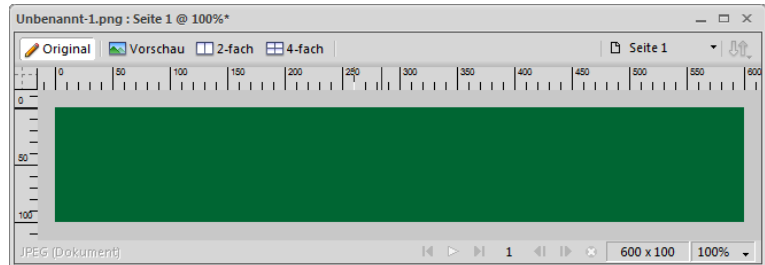 Unbenannt-1.png : Seite 1 @ 100%*
Original Vorschau 2-fach 4-fach Seite 1
0 50 100 150 200 250 300 350 400 450 500 550 600
0
50
100
JPEG (Dokument) 1 600 x 100 100%